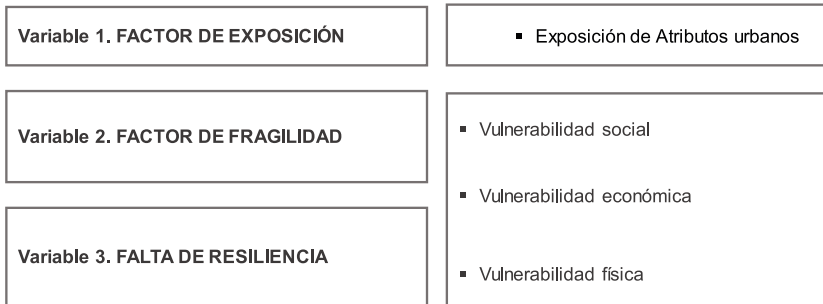 Variable 1. FACTOR DE EXPOSICIÓN
▪ Exposición de Atributos urbanos
Variable 2. FACTOR DE FRAGILIDAD
▪ Vulnerabilidad social
▪ Vulnerabilidad económica
Variable 3. FALTA DE RESILIENCIA
▪ Vulnerabilidad física